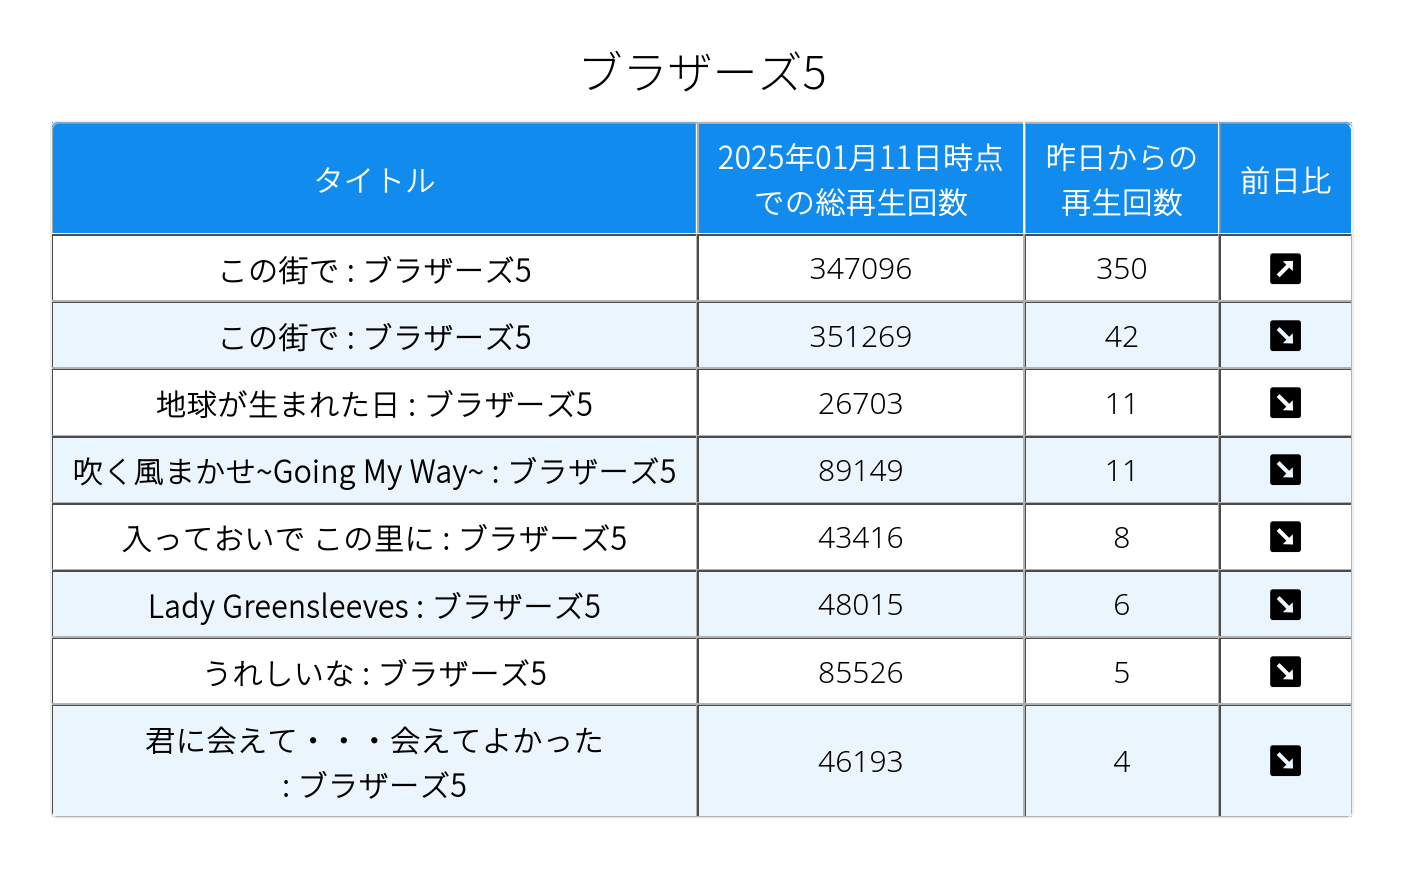 ブラザーズ5
タイトル
2025年01月11日時点
での総再生回数
昨日からの
再生回数
前日比
この街で : ブラザーズ5 347096 350
この街で : ブラザーズ5 351269 42
地球が生まれた日 : ブラザーズ5 26703 11
吹く風まかせ~Going My Way~ : ブラザーズ5 89149 11
入っておいで この里に : ブラザーズ5 43416 8
Lady Greensleeves : ブラザーズ5 48015 6
うれしいな : ブラザーズ5 85526 5
君に会えて・・・会えてよかった
: ブラザーズ5 46193 4